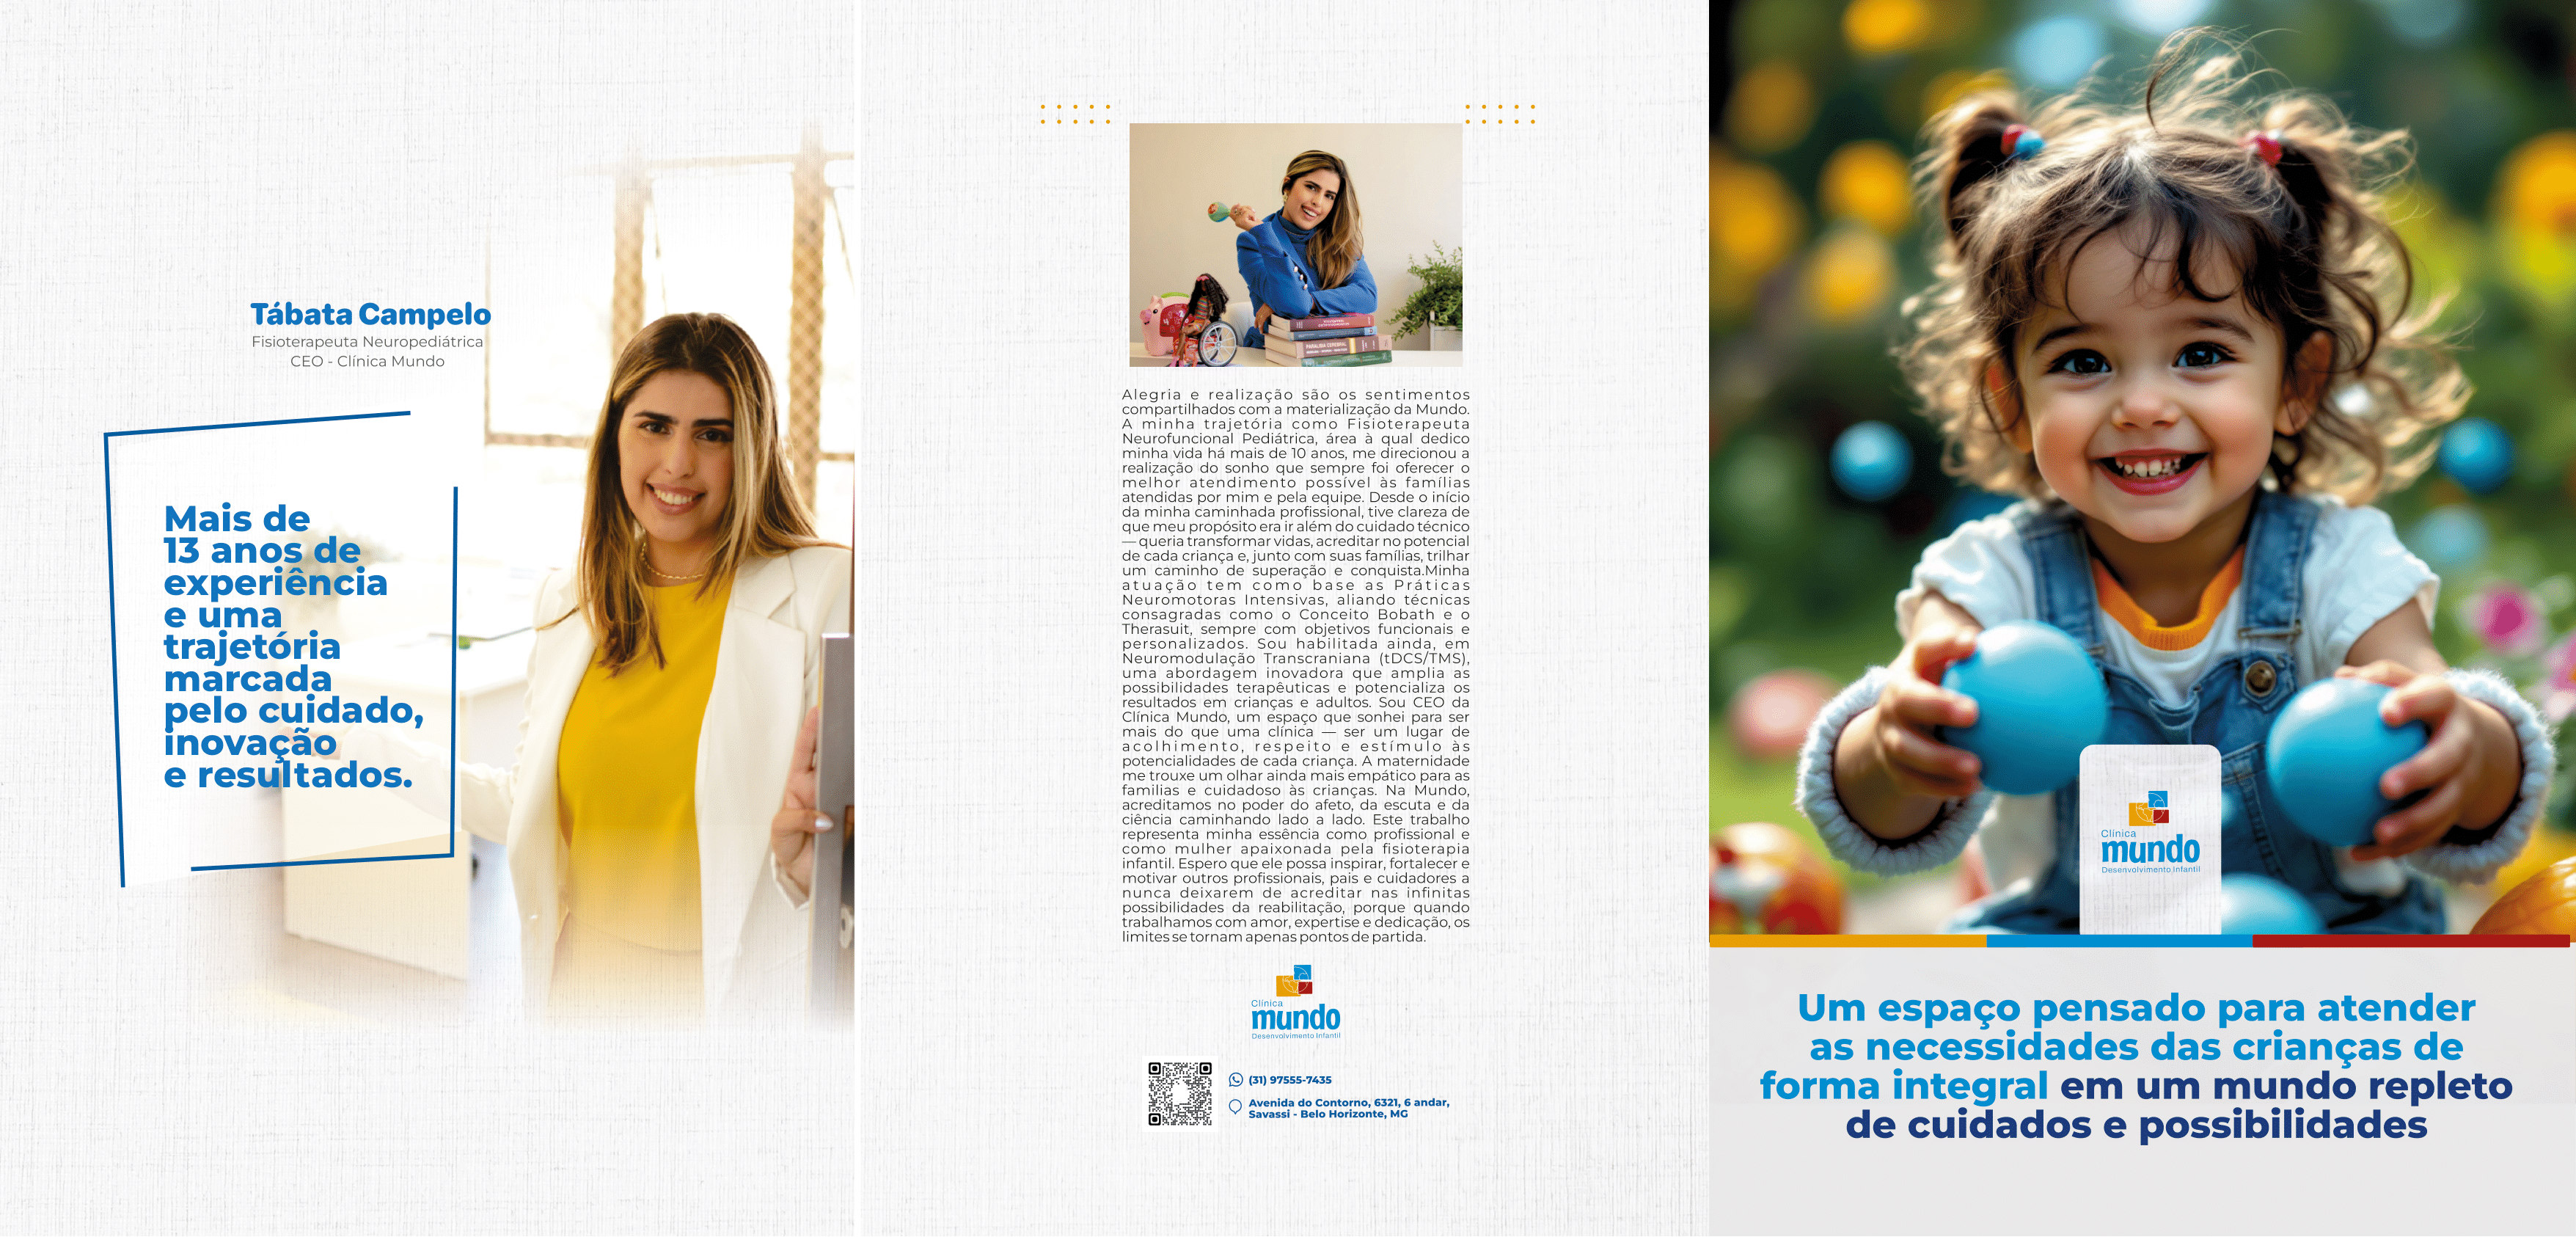 Tábata Campelo
Fisioterapeuta Neuropediátrica
CEO - Clínica Mundo
Mais de
13 anos de
experiência
e uma
trajetória
marcada
pelo cuidado,
inovação
e resultados.
Alegria e realização são os sentimentos
compartilhados com a materialização da Mundo.
A minha trajetória como Fisioterapeuta
Neurofuncional Pediátrica, área à qual dedico
minha vida há mais de 10 anos, me direcionou a
realização do sonho que sempre foi oferecer o
melhor atendimento possível às famílias
atendidas por mim e pela equipe. Desde o início
da minha caminhada profissional, tive clareza de
que meu propósito era ir além do cuidado técnico
— queria transformar vidas, acreditar no potencial
de cada criança e, junto com suas famílias, trilhar
um caminho de superação e conquista.Minha
atuação tem como base as Práticas
Neuromotoras Intensivas, aliando técnicas
consagradas como o Conceito Bobath e o
Therasuit, sempre com objetivos funcionais e
personalizados. Sou habilitada ainda, em
Neuromodulação Transcraniana (tDCS/TMS),
uma abordagem inovadora que amplia as
possibilidades terapêuticas e potencializa os
resultados em crianças e adultos. Sou CEO da
Clínica Mundo, um espaço que sonhei para ser
mais do que uma clínica — ser um lugar de
acolhimento, respeito e estímulo às
potencialidades de cada criança. A maternidade
me trouxe um olhar ainda mais empático para as
familias e cuidadoso às crianças. Na Mundo,
acreditamos no poder do afeto, da escuta e da
ciência caminhando lado a lado. Este trabalho
representa minha essência como profissional e
como mulher apaixonada pela fisioterapia
infantil. Espero que ele possa inspirar, fortalecer e
motivar outros profissionais, pais e cuidadores a
nunca deixarem de acreditar nas infinitas
possibilidades da reabilitação, porque quando
trabalhamos com amor, expertise e dedicação, os
limites se tornam apenas pontos de partida.
Clínica
mundo
Desenvolvimento Infantil
(31) 97555-7435
Avenida do Contorno, 6321, 6 andar,
Savassi - Belo Horizonte, MG
Clínica
mundo
Desenvolvimento Infantil
Um espaço pensado para atender
as necessidades das crianças de
forma integral em um mundo repleto
de cuidados e possibilidades